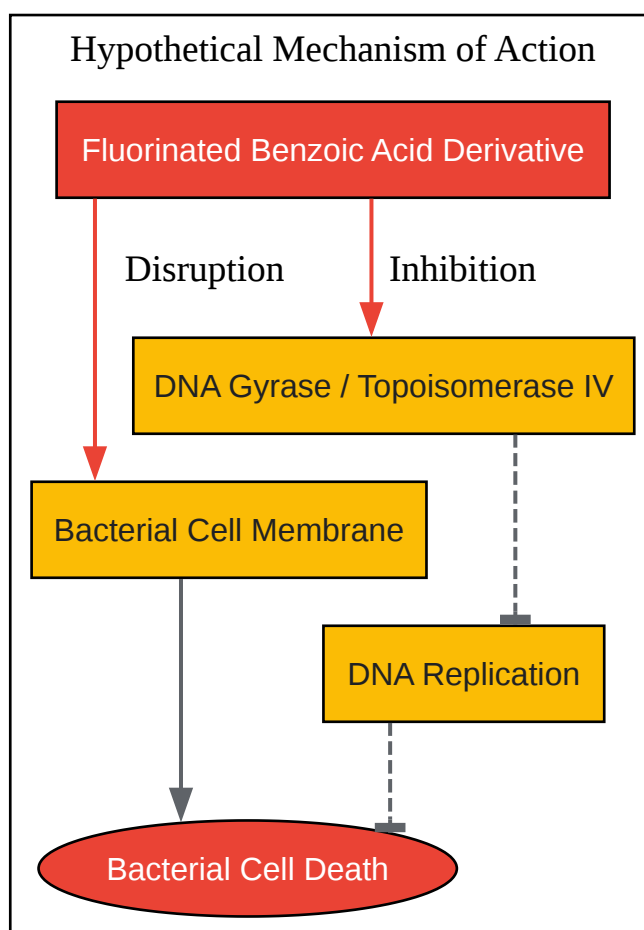 Hypothetical Mechanism of Action
Fluorinated Benzoic Acid Derivative
Disruption
Inhibition
DNA Gyrase / Topoisomerase IV
Bacterial Cell Membrane
DNA Replication
Bacterial Cell Death